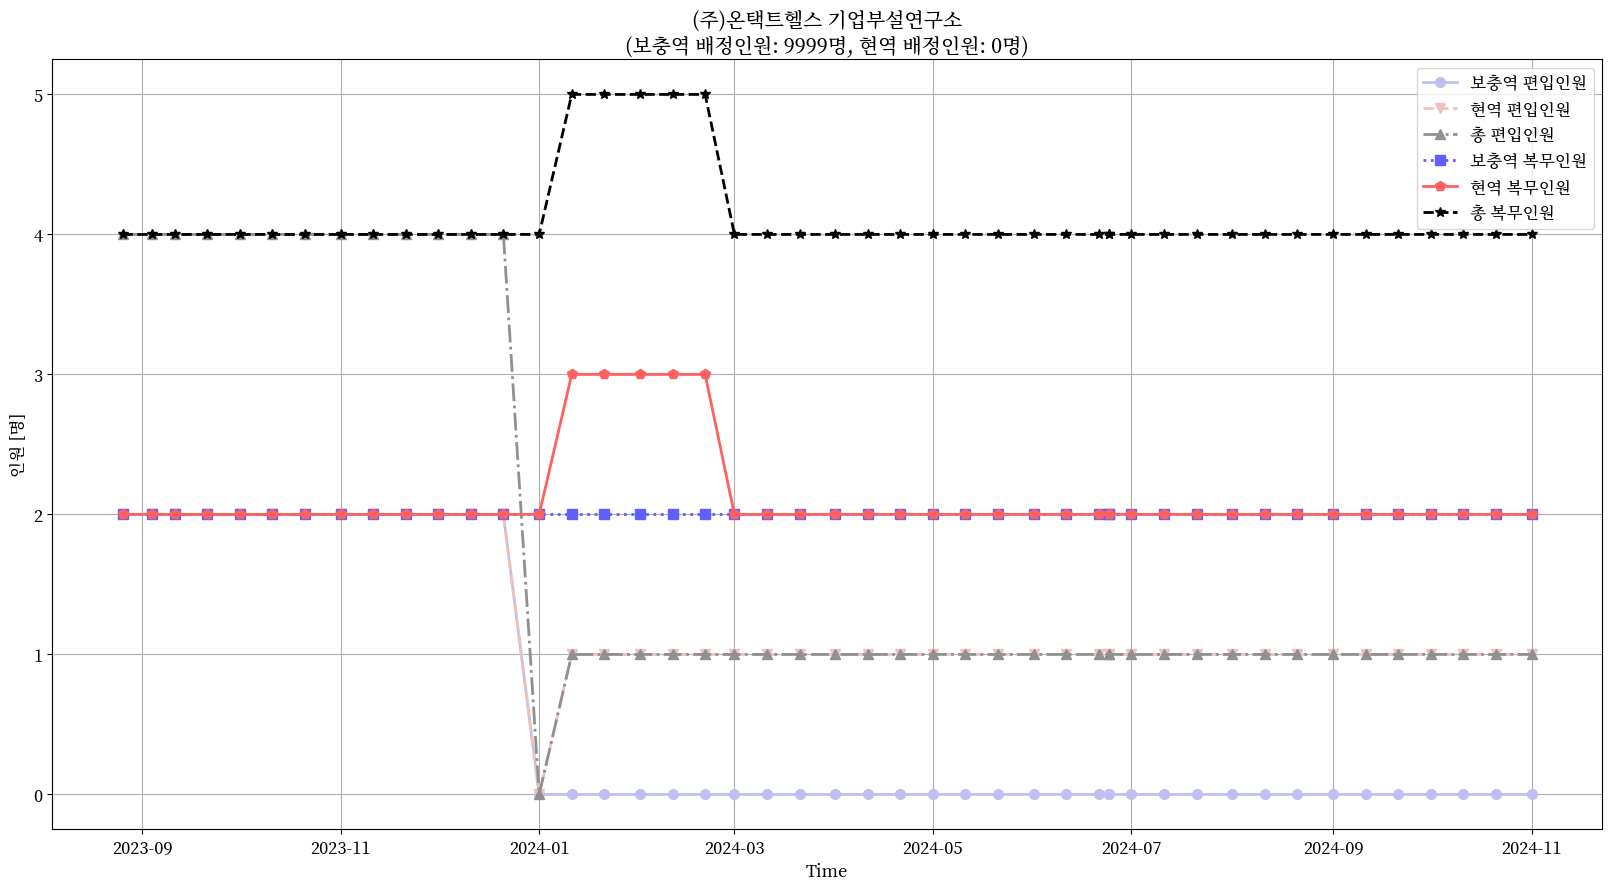 (주)온택트헬스 기업부설연구소
(보충역 배정인원: 9999명, 현역 배정인원: 0명)
보충역 편입인원
현역 편입인원
총 편입인원
보충역 복무인원
현역 복무인원
총 복무인원
인원 [명]
5
4
3
2
1
0
2023-09 2023-11 2024-01 2024-03 2024-05 2024-07 2024-09 2024-11
Time